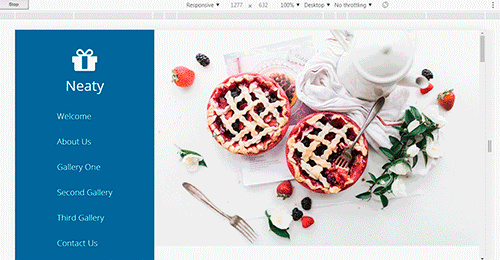 Stop
Responsive ▼ 1277 × 632 100% ▼ Desktop ▼ No throttling ▼
Neaty
Welcome
About Us
Gallery One
Second Gallery
Third Gallery
Contact Us